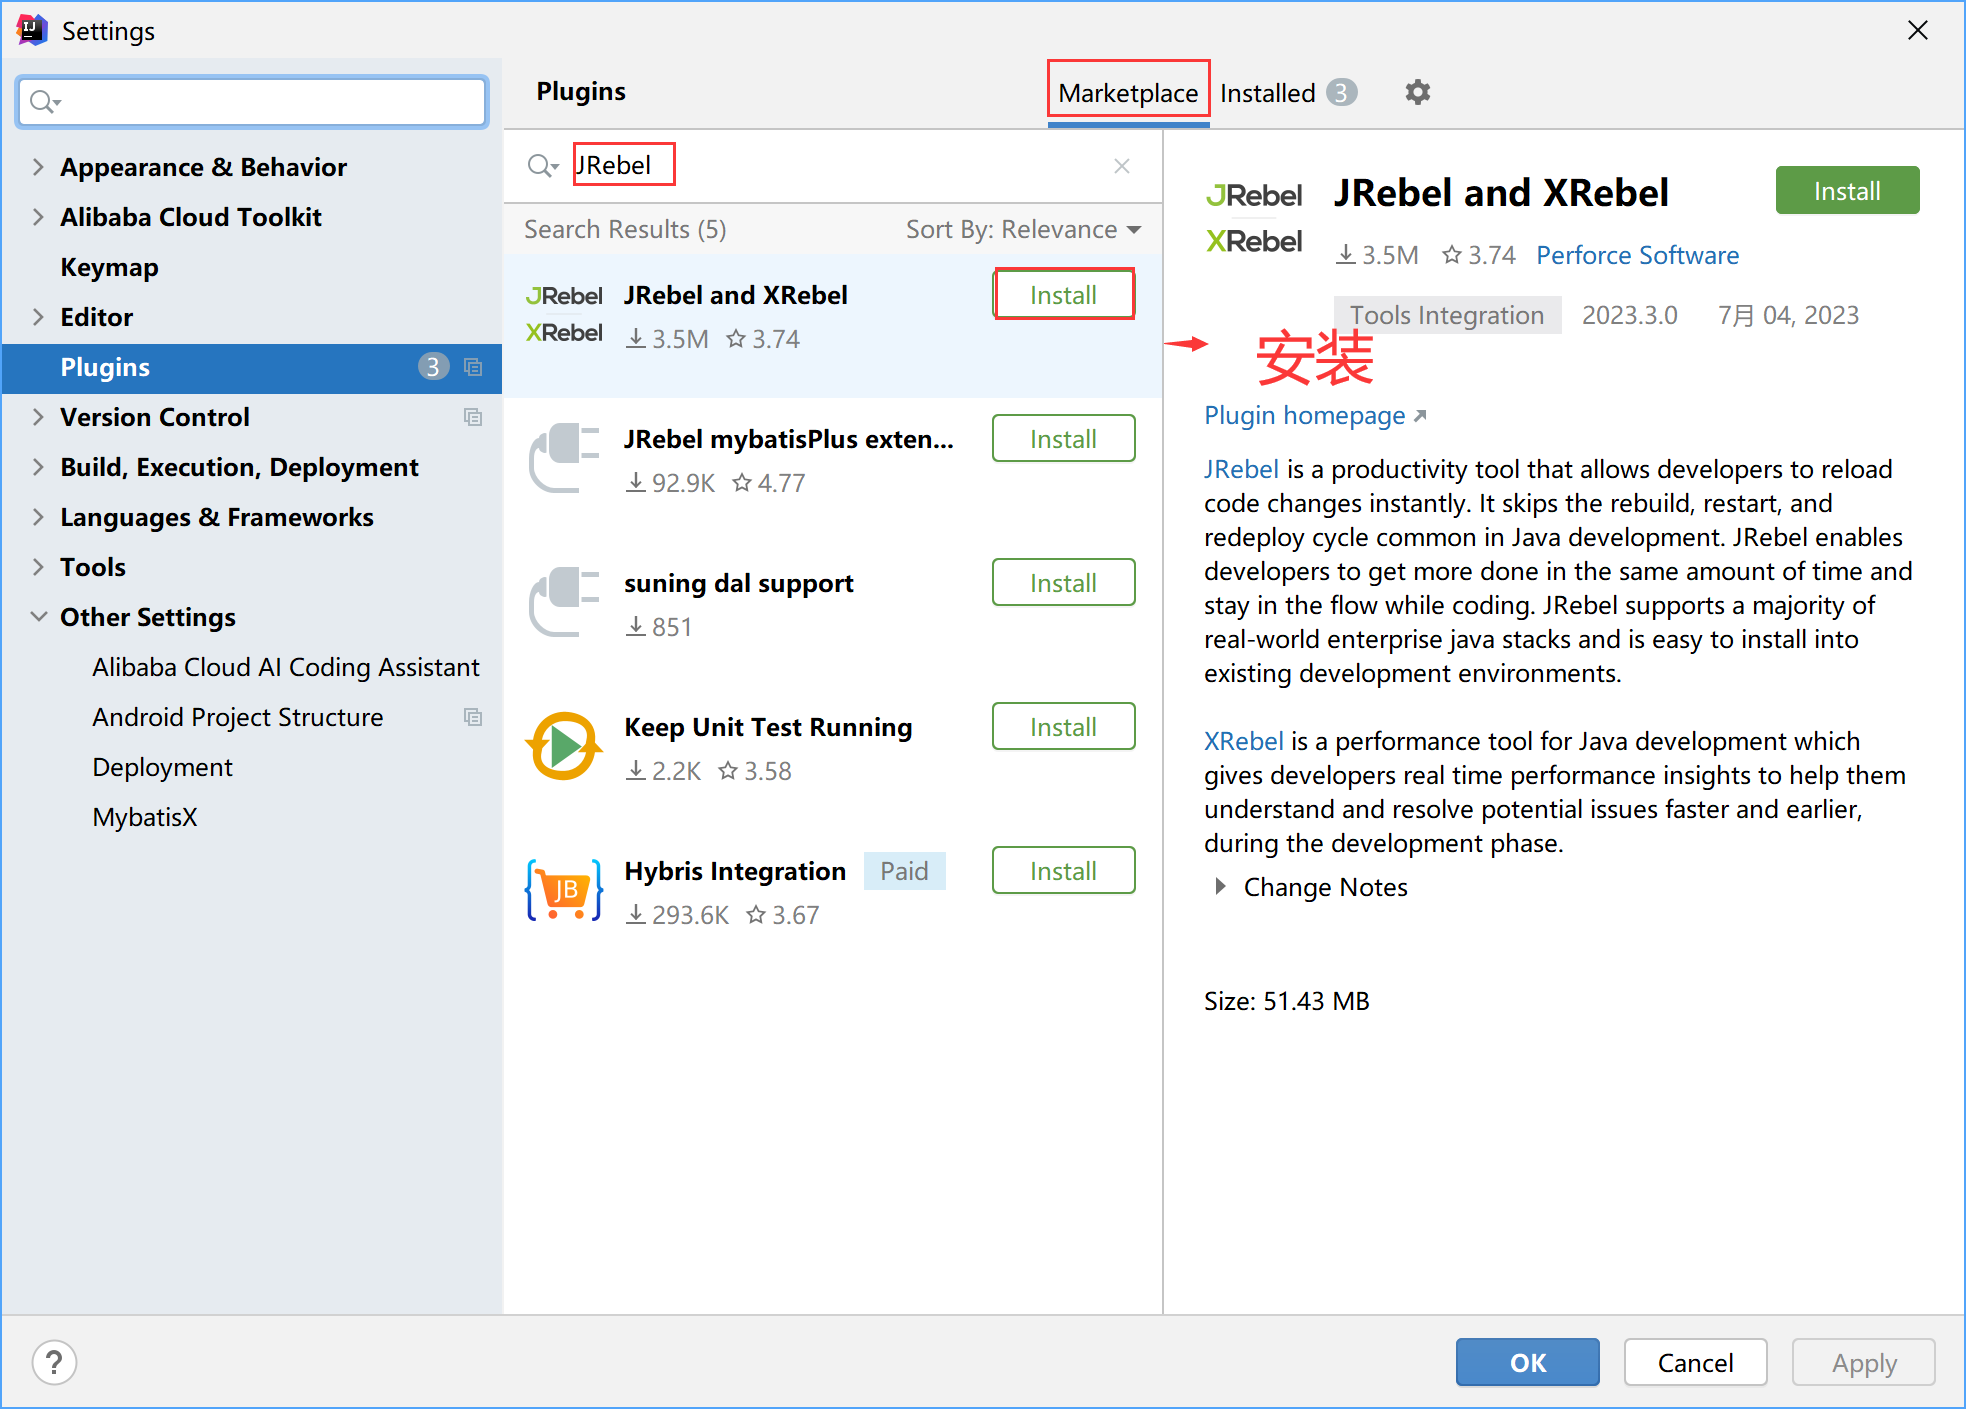 Settings
Appearance & Behavior
Alibaba Cloud Toolkit
Keymap
Editor
Plugins
3
Version Control
Build, Execution, Deployment
Languages & Frameworks
Tools
Other Settings
Alibaba Cloud AI Coding Assistant
Android Project Structure
Deployment
MybatisX
Plugins
Marketplace
Installed 3
JRebel
Search Results (5)
Sort By: Relevance
JRebel
XRebel
JRebel and XRebel
3.5M 3.74
Install
JRebel mybatisPlus exten...
92.9K 4.77
Install
suning dal support
851
Install
Keep Unit Test Running
2.2K 3.58
Install
JB
Hybris Integration Paid
293.6K 3.67
Install
JRebel
XRebel
JRebel and XRebel
Install
3.5M 3.74 Perforce Software
Tools Integration 2023.3.0 7月 04, 2023
安装
Plugin homepage
JRebel is a productivity tool that allows developers to reload
code changes instantly. It skips the rebuild, restart, and
redeploy cycle common in Java development. JRebel enables
developers to get more done in the same amount of time and
stay in the flow while coding. JRebel supports a majority of
real-world enterprise java stacks and is easy to install into
existing development environments.
XRebel is a performance tool for Java development which
gives developers real time performance insights to help them
understand and resolve potential issues faster and earlier,
during the development phase.
Change Notes
Size: 51.43 MB
?
OK
Cancel
Apply